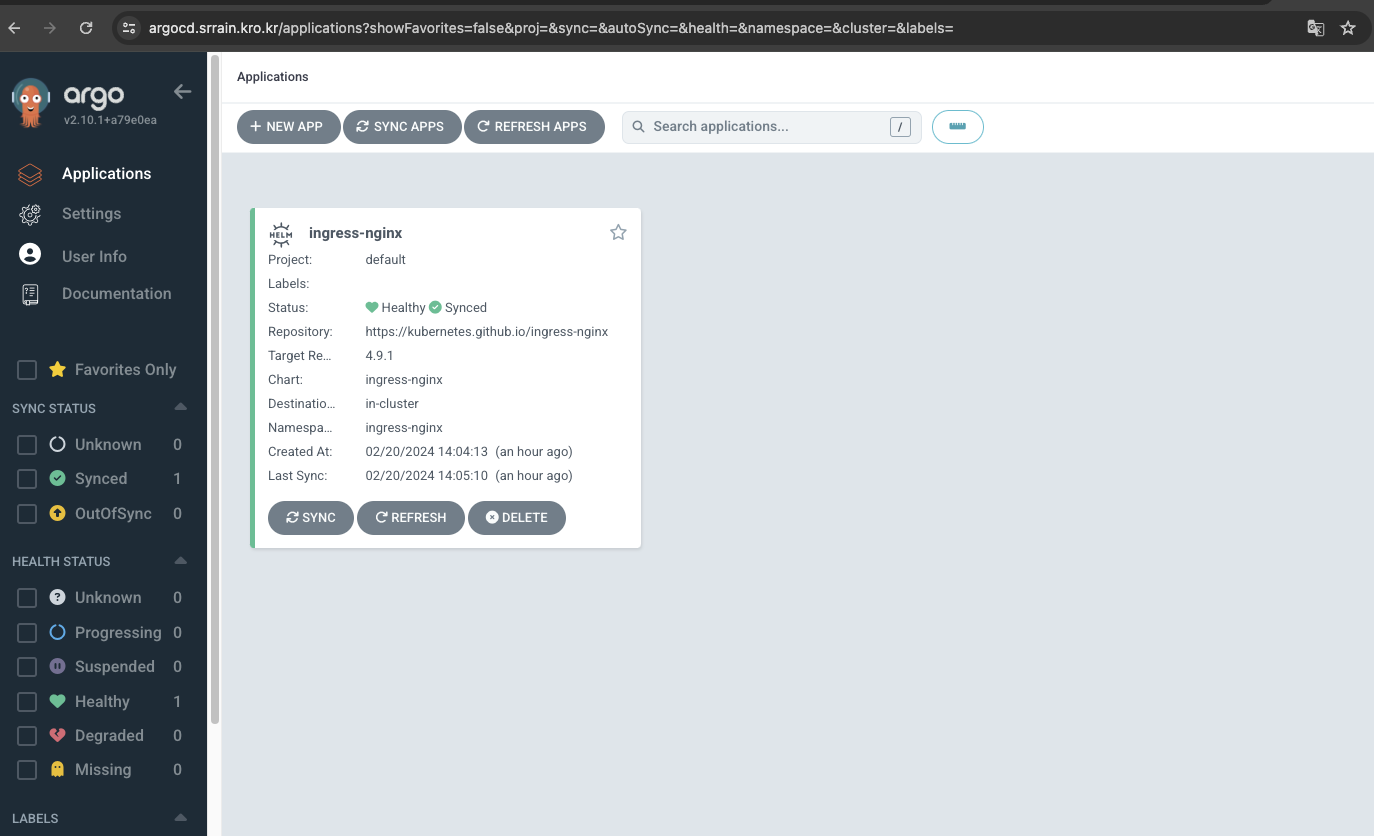 argocd.srrain.kro.kr/applications?showFavorites=false&proj=&sync=&autoSync=&health=&namespace=&cluster=&labels=
argo
v2.10.1+a79e0ea
Applications
Settings
User Info
Documentation
Favorites Only
SYNC STATUS
Unknown 0
Synced 1
OutOfSync 0
HEALTH STATUS
Unknown 0
Progressing 0
Suspended 0
Healthy 1
Degraded 0
Missing 0
LABELS
Applications
+ NEW APP SYNC APPS REFRESH APPS Search applications... /
HELM ingress-nginx
Project: default
Labels:
Status: Healthy Synced
Repository: https://kubernetes.github.io/ingress-nginx
Target Re... 4.9.1
Chart: ingress-nginx
Destinatio... in-cluster
Namespa... ingress-nginx
Created At: 02/20/2024 14:04:13 (an hour ago)
Last Sync: 02/20/2024 14:05:10 (an hour ago)
SYNC REFRESH DELETE